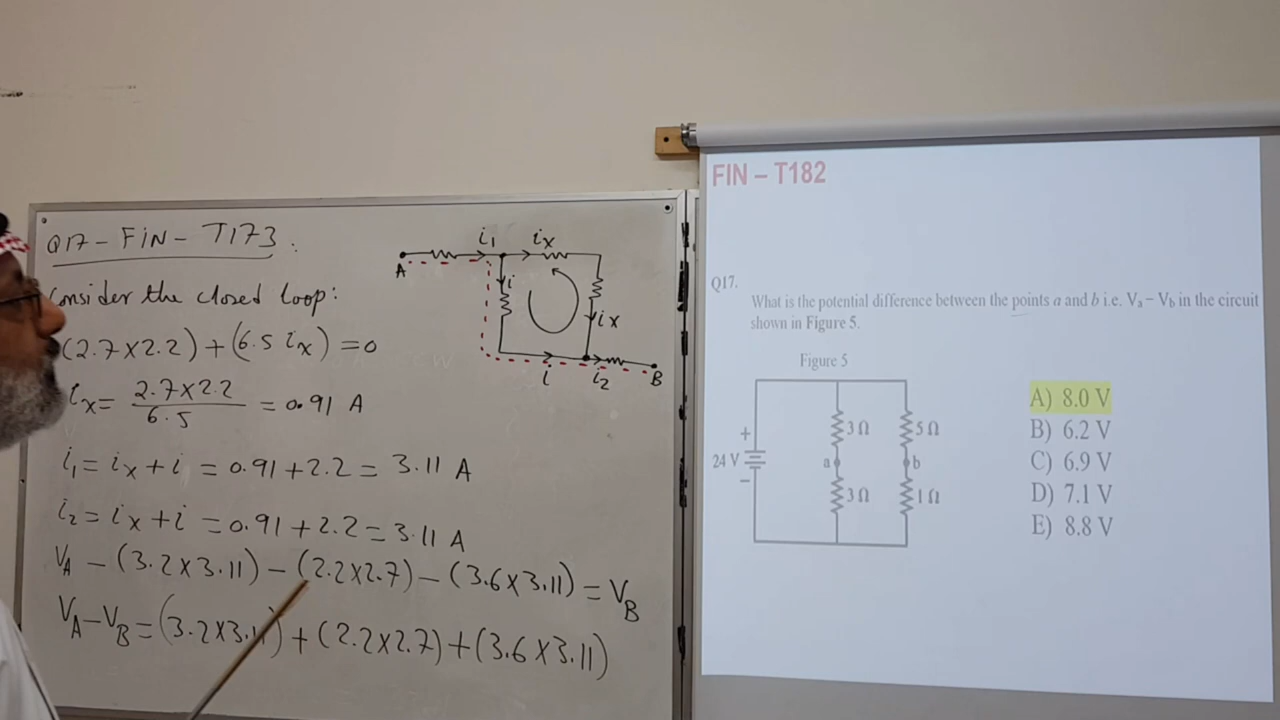 Q17 – FIN – T173.
Consider the closed loop:
(2.7×2.2) + (6.5 ix) = 0
ix = 2.7×2.2 / 6.5 = 0.91 A
i1 = ix + i = 0.91 + 2.2 = 3.11 A
i2 = ix + i = 0.91 + 2.2 = 3.11 A
VA – (3.2×3.11) – (2.2×2.7) – (3.6×3.11) = VB
VA – VB = (3.2×3.11) + (2.2×2.7) + (3.6×3.11)
A
i1
ix
i
ix
i
i2
B
FIN – T182
Q17.
What is the potential difference between the points a and b i.e. Va – Vb in the circuit
shown in Figure 5.
Figure 5
+
24 V
–
3 Ω
5 Ω
a
b
3 Ω
1 Ω
A) 8.0 V
B) 6.2 V
C) 6.9 V
D) 7.1 V
E) 8.8 V